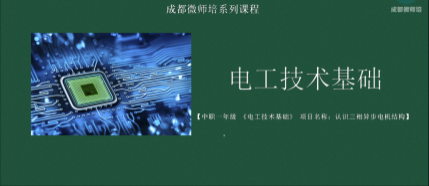 成都微师培系列课程
成都微师培
电工技术基础
【中职一年级 《电工技术基础》 项目名称：认识三相异步电机结构】